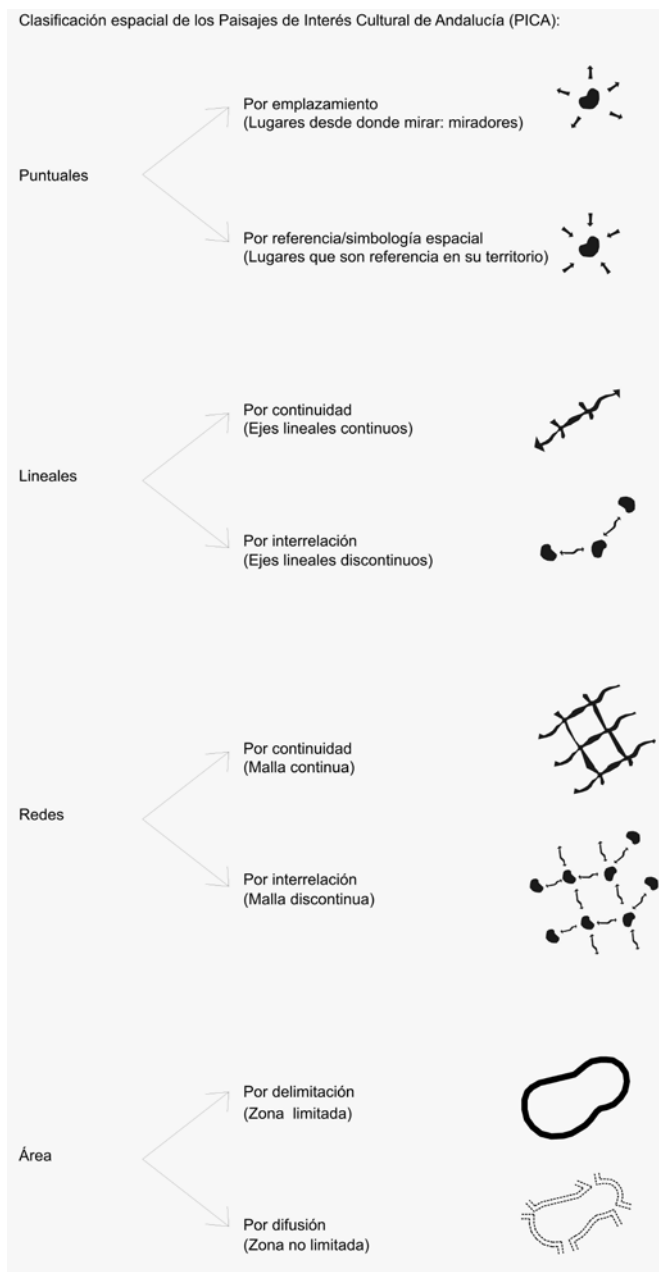 Clasificación espacial de los Paisajes de Interés Cultural de Andalucía (PICA):
Por emplazamiento
(Lugares desde donde mirar: miradores)
Puntuales
Por referencia/simbología espacial
(Lugares que son referencia en su territorio)
Por continuidad
(Ejes lineales continuos)
Lineales
Por interrelación
(Ejes lineales discontinuos)
Por continuidad
(Malla continua)
Redes
Por interrelación
(Malla discontinua)
Por delimitación
(Zona limitada)
Área
Por difusión
(Zona no limitada)